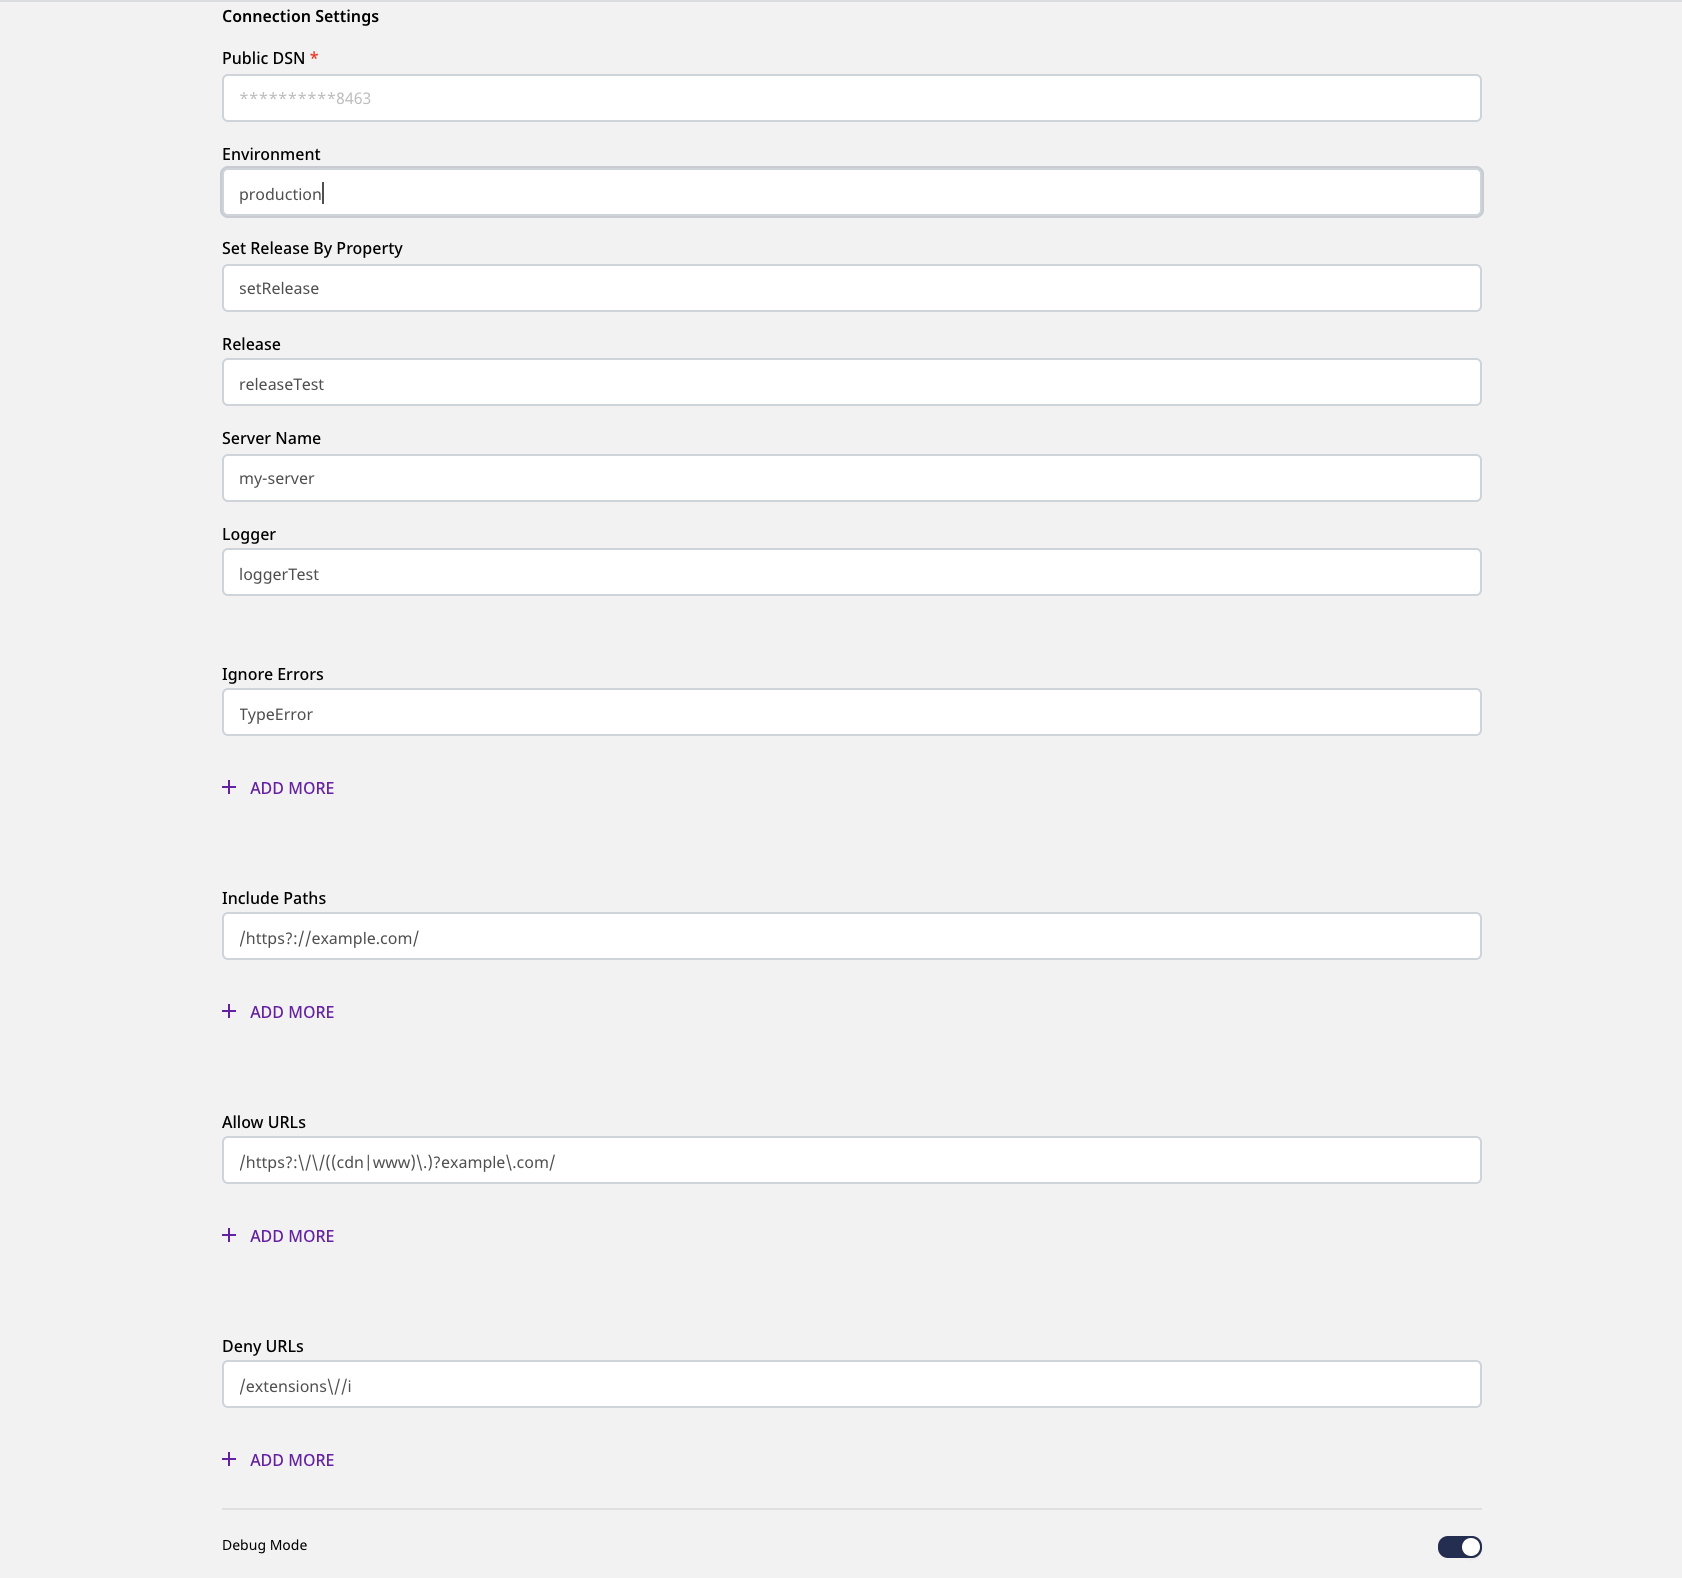 Connection Settings
Public DSN *
**********8463
Environment
production
Set Release By Property
setRelease
Release
releaseTest
Server Name
my-server
Logger
loggerTest
Ignore Errors
TypeError
+ ADD MORE
Include Paths
/https?://example.com/
+ ADD MORE
Allow URLs
/https?:\/\/((cdn|www)\.)?example\.com/
+ ADD MORE
Deny URLs
/extensions\//i
+ ADD MORE
Debug Mode